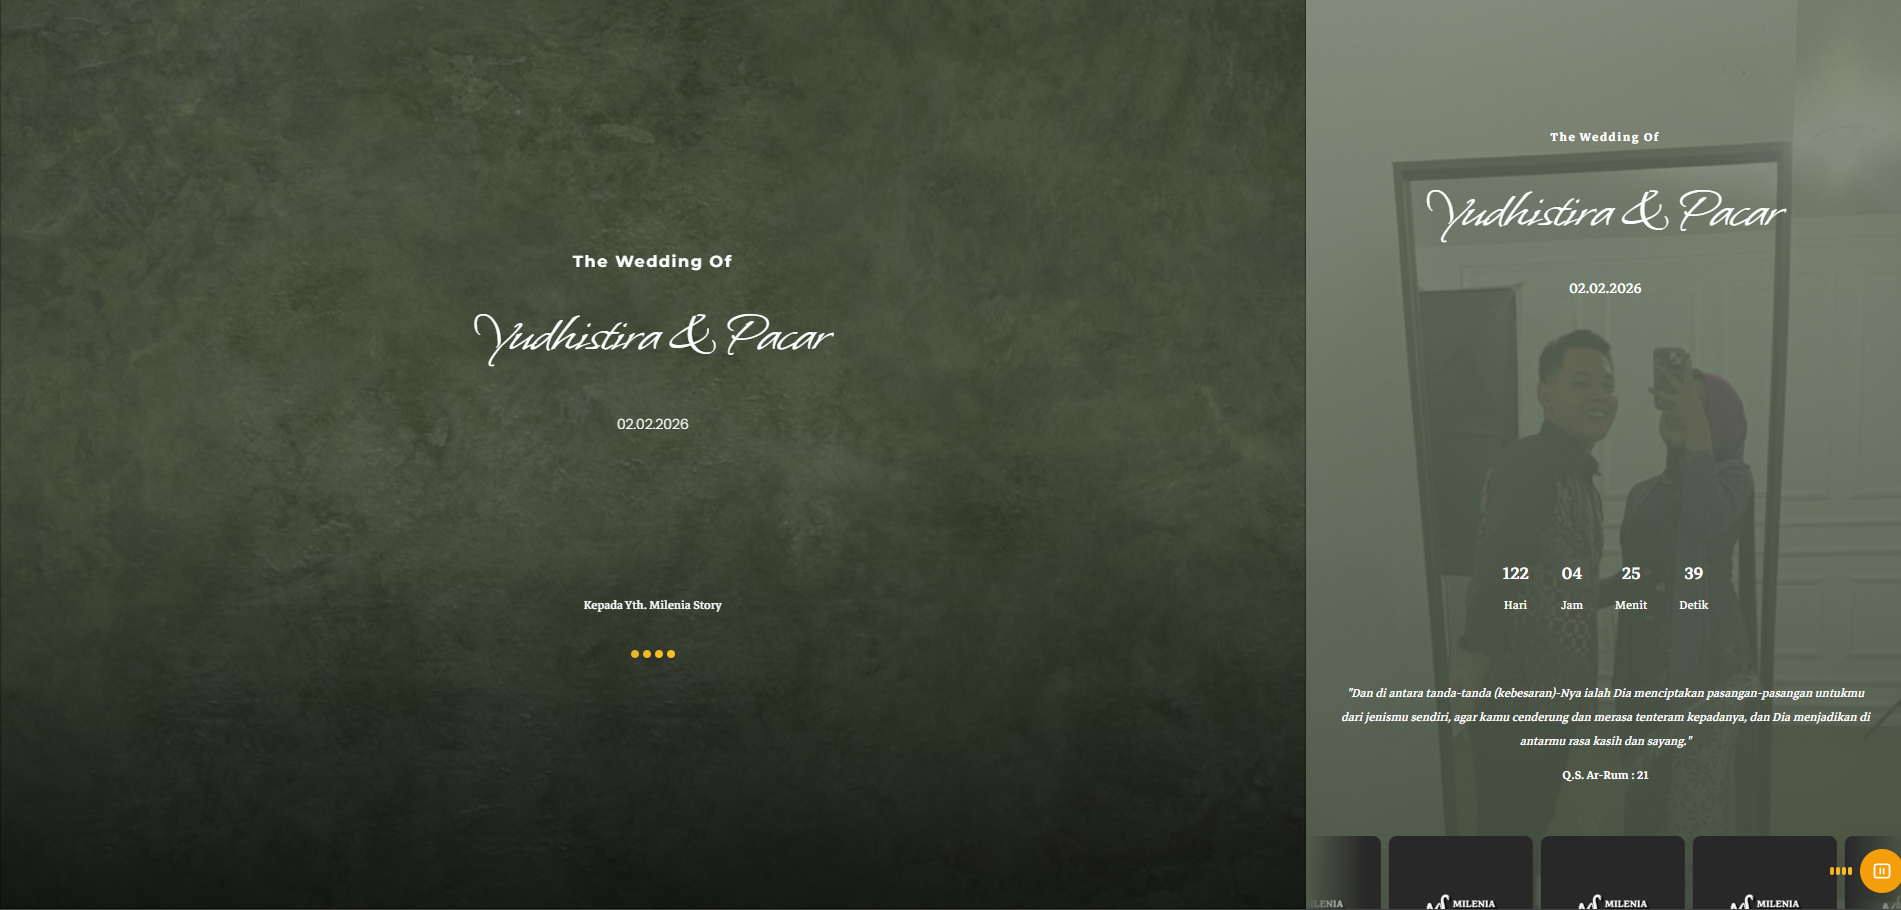 The Wedding Of
Yudhistira & Pacar
02.02.2026
Kepada Yth. Milenia Story
The Wedding Of
Yudhistira & Pacar
02.02.2026
122 04 25 39
Hari Jam Menit Detik
"Dan di antara tanda-tanda (kebesaran)-Nya ialah Dia menciptakan pasangan-pasangan untukmu
dari jenismu sendiri, agar kamu cenderung dan merasa tenteram kepadanya, dan Dia menjadikan di
antarmu rasa kasih dan sayang."
Q.S. Ar-Rum : 21
MILENIA MILENIA MILENIA